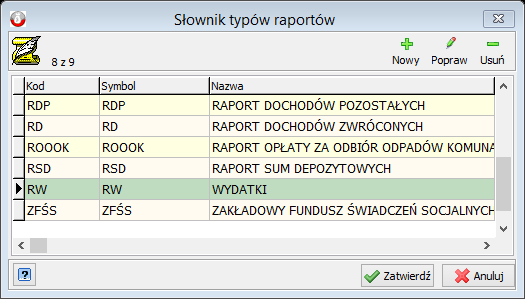 Słownik typów raportów
8 z 9
Nowy Popraw Usuń
Kod Symbol Nazwa
RDP RDP RAPORT DOCHODÓW POZOSTAŁYCH
RD RD RAPORT DOCHODÓW ZWRÓCONYCH
ROOOK ROOOK RAPORT OPŁATY ZA ODBIÓR ODPADÓW KOMUNA
RSD RSD RAPORT SUM DEPOZYTOWYCH
RW RW WYDATKI
ZFŚS ZFŚS ZAKŁADOWY FUNDUSZ ŚWIADCZEŃ SOCJALNYCH
? Zatwierdź Anuluj